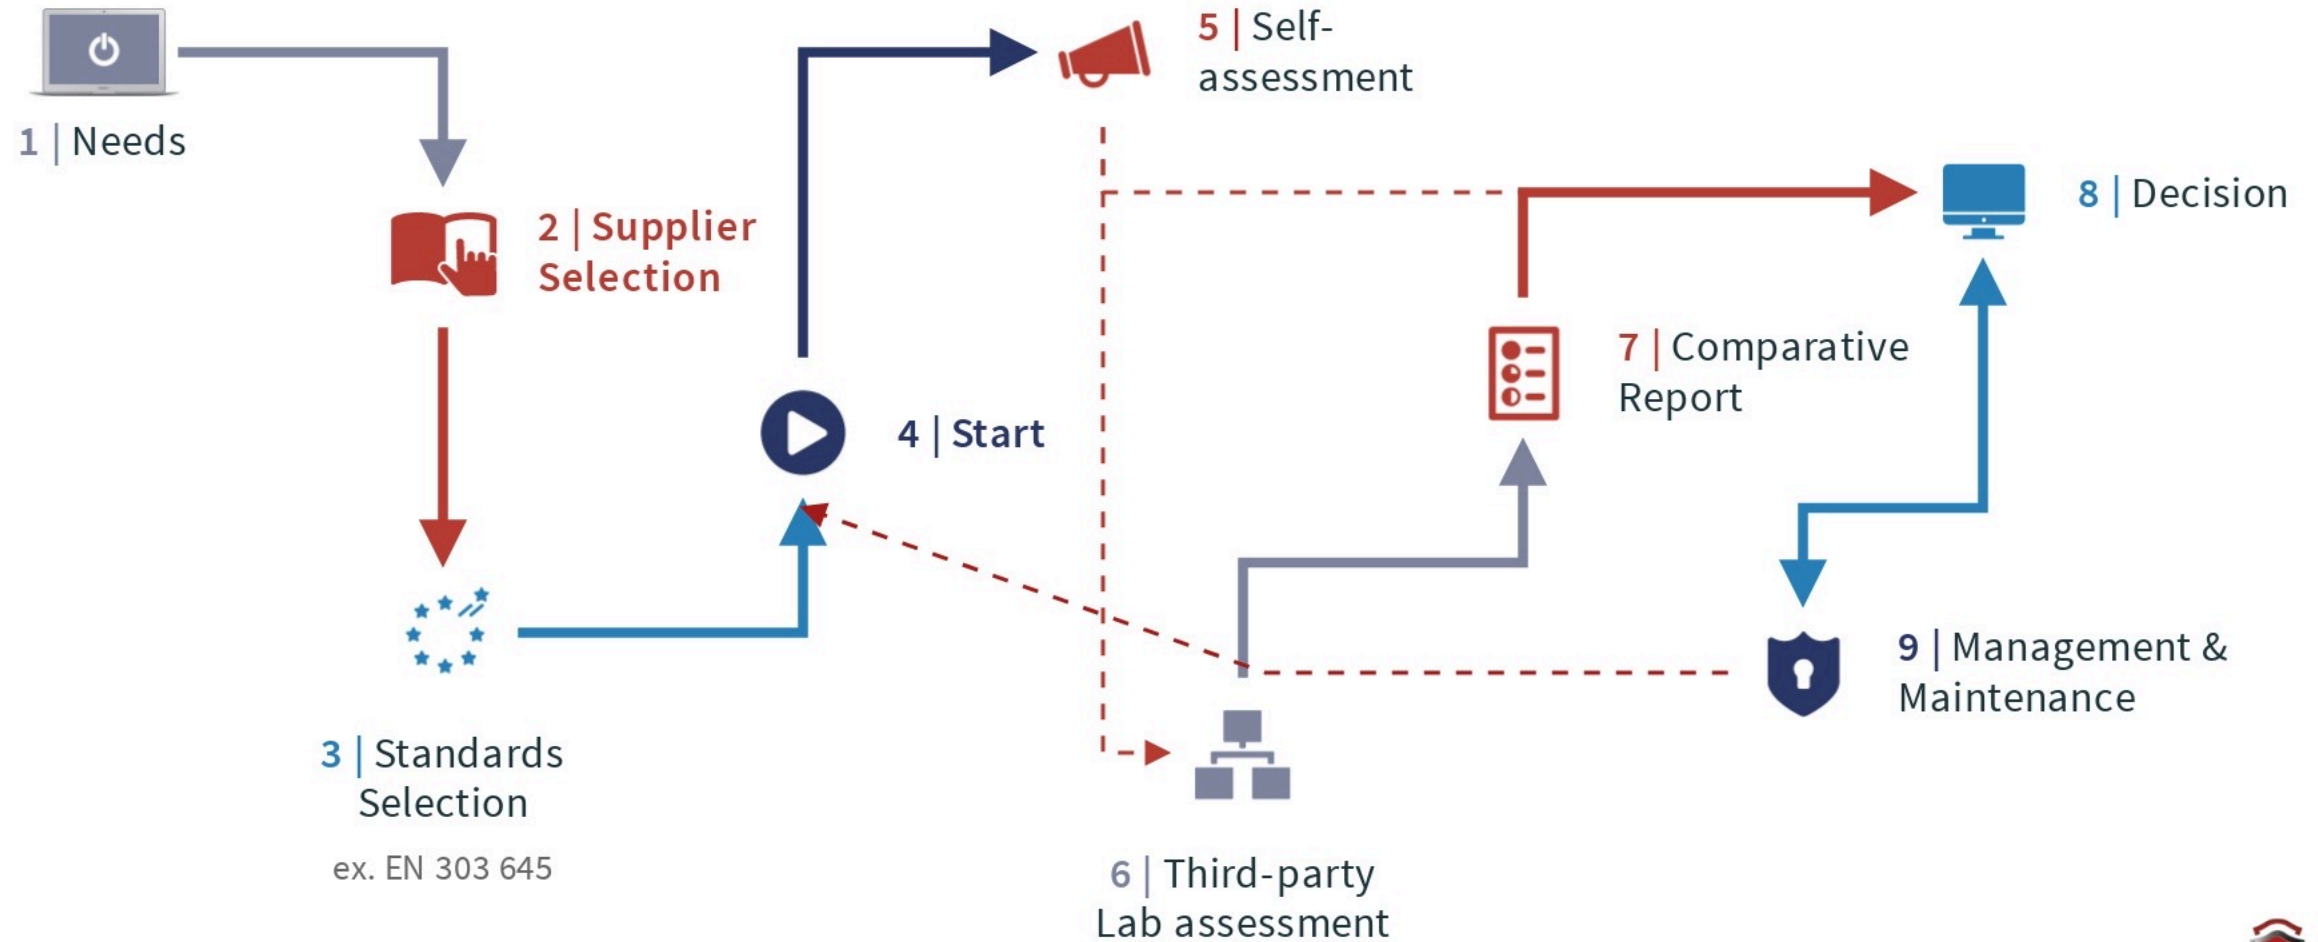 1 | Needs
2 | Supplier
Selection
3 | Standards
Selection
ex. EN 303 645
4 | Start
5 | Self-
assessment
6 | Third-party
Lab assessment
7 | Comparative
Report
8 | Decision
9 | Management &
Maintenance